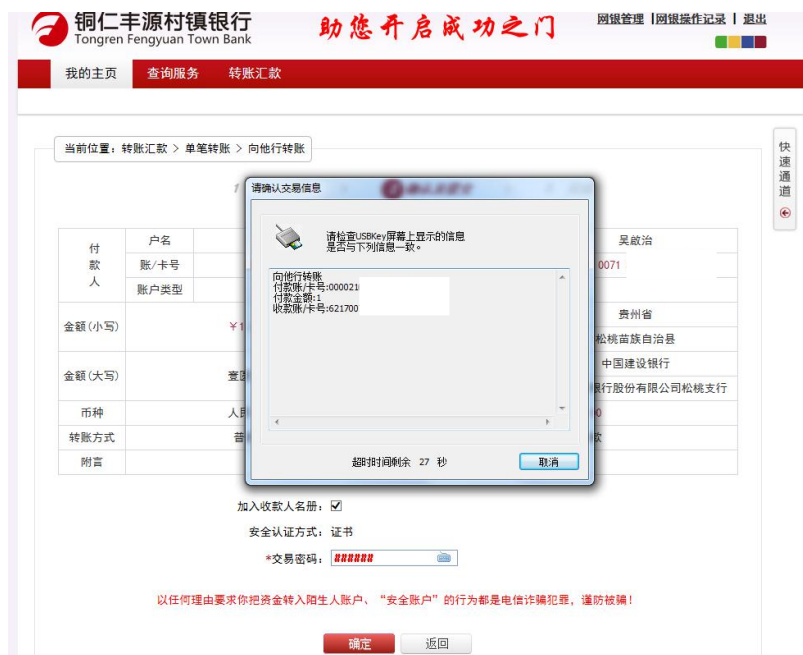 铜仁丰源村镇银行
Tongren Fengyuan Town Bank
助您开启成功之门
网银管理 | 网银操作记录 | 退出
我的主页 查询服务 转账汇款
当前位置：转账汇款 > 单笔转账 > 向他行转账
快速通道
请确认交易信息
请检查USBKey屏幕上显示的信息
是否与下列信息一致。
向他行转账
付款账/卡号:000021
付款金额:1
收款账/卡号:621700
超时时间剩余 27 秒
取消
付款人
户名
吴啟治
账/卡号
0071
账户类型
贵州省
金额(小写)
￥1
松桃苗族自治县
中国建设银行
金额(大写)
壹
银行股份有限公司松桃支行
币种
人民
0
转账方式
普
款
附言
加入收款人名册：
安全认证方式：证书
*交易密码：######
以任何理由要求你把资金转入陌生人账户、“安全账户”的行为都是电信诈骗犯罪，谨防被骗！
确定 返回